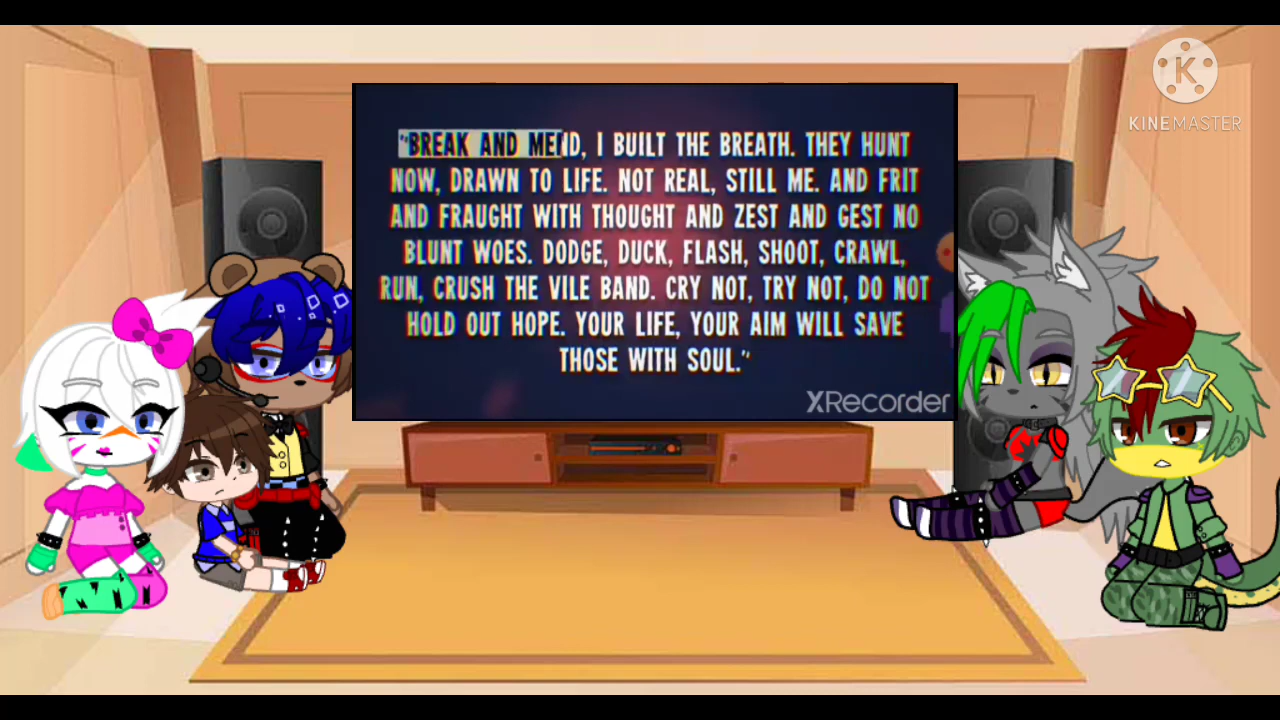 KINEMASTER
"BREAK AND MEND, I BUILT THE BREATH. THEY HUNT
NOW, DRAWN TO LIFE. NOT REAL, STILL ME. AND FRIT
AND FRAUGHT WITH THOUGHT AND ZEST AND GEST NO
BLUNT WOES. DODGE, DUCK, FLASH, SHOOT, CRAWL,
RUN, CRUSH THE VILE BAND. CRY NOT, TRY NOT, DO NOT
HOLD OUT HOPE. YOUR LIFE, YOUR AIM WILL SAVE
THOSE WITH SOUL."
XRecorder